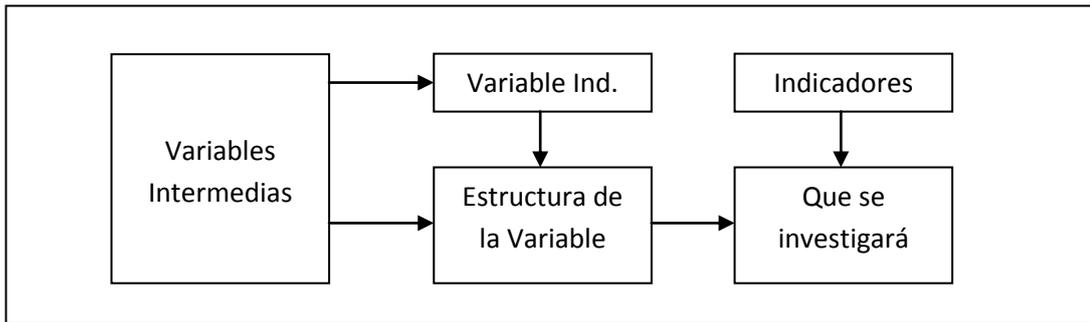 Variables
Intermedias
Variable Ind.
Estructura de
la Variable
Indicadores
Que se
investigará